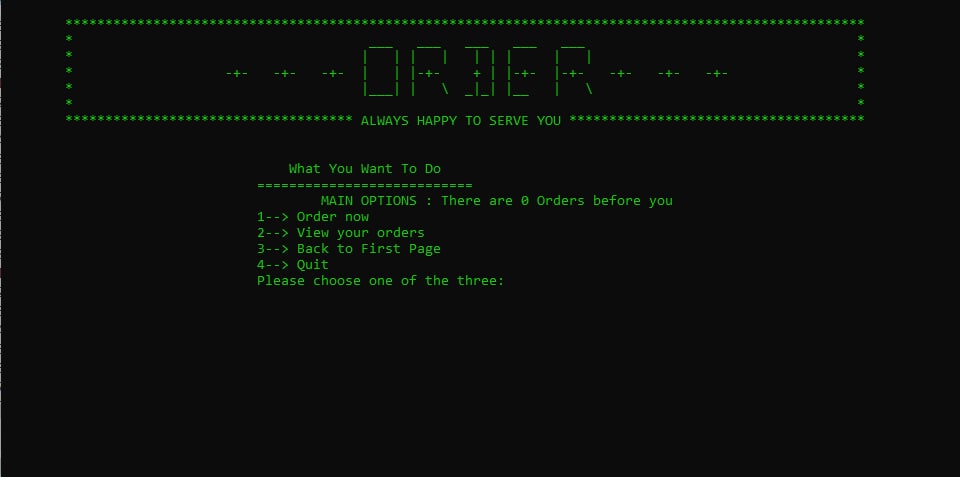 ****************************************************************************************************
ORDER
-+- -+- -+- -+- -+- -+-
************************************ ALWAYS HAPPY TO SERVE YOU *************************************
What You Want To Do
===========================
MAIN OPTIONS : There are 0 Orders before you
1--> Order now
2--> View your orders
3--> Back to First Page
4--> Quit
Please choose one of the three: